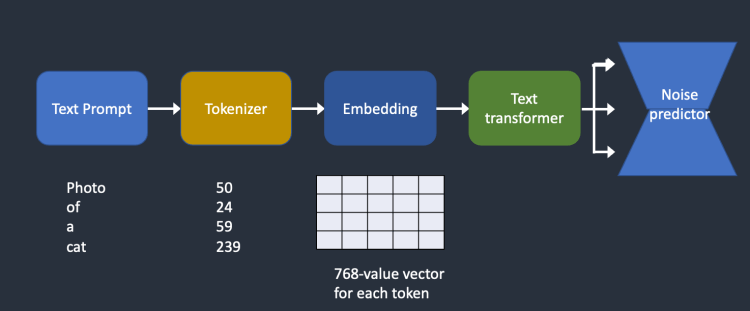 Text Prompt
Tokenizer
Embedding
Text
transformer
Noise
predictor
Photo 50
of 24
a 59
cat 239
768-value vector
for each token